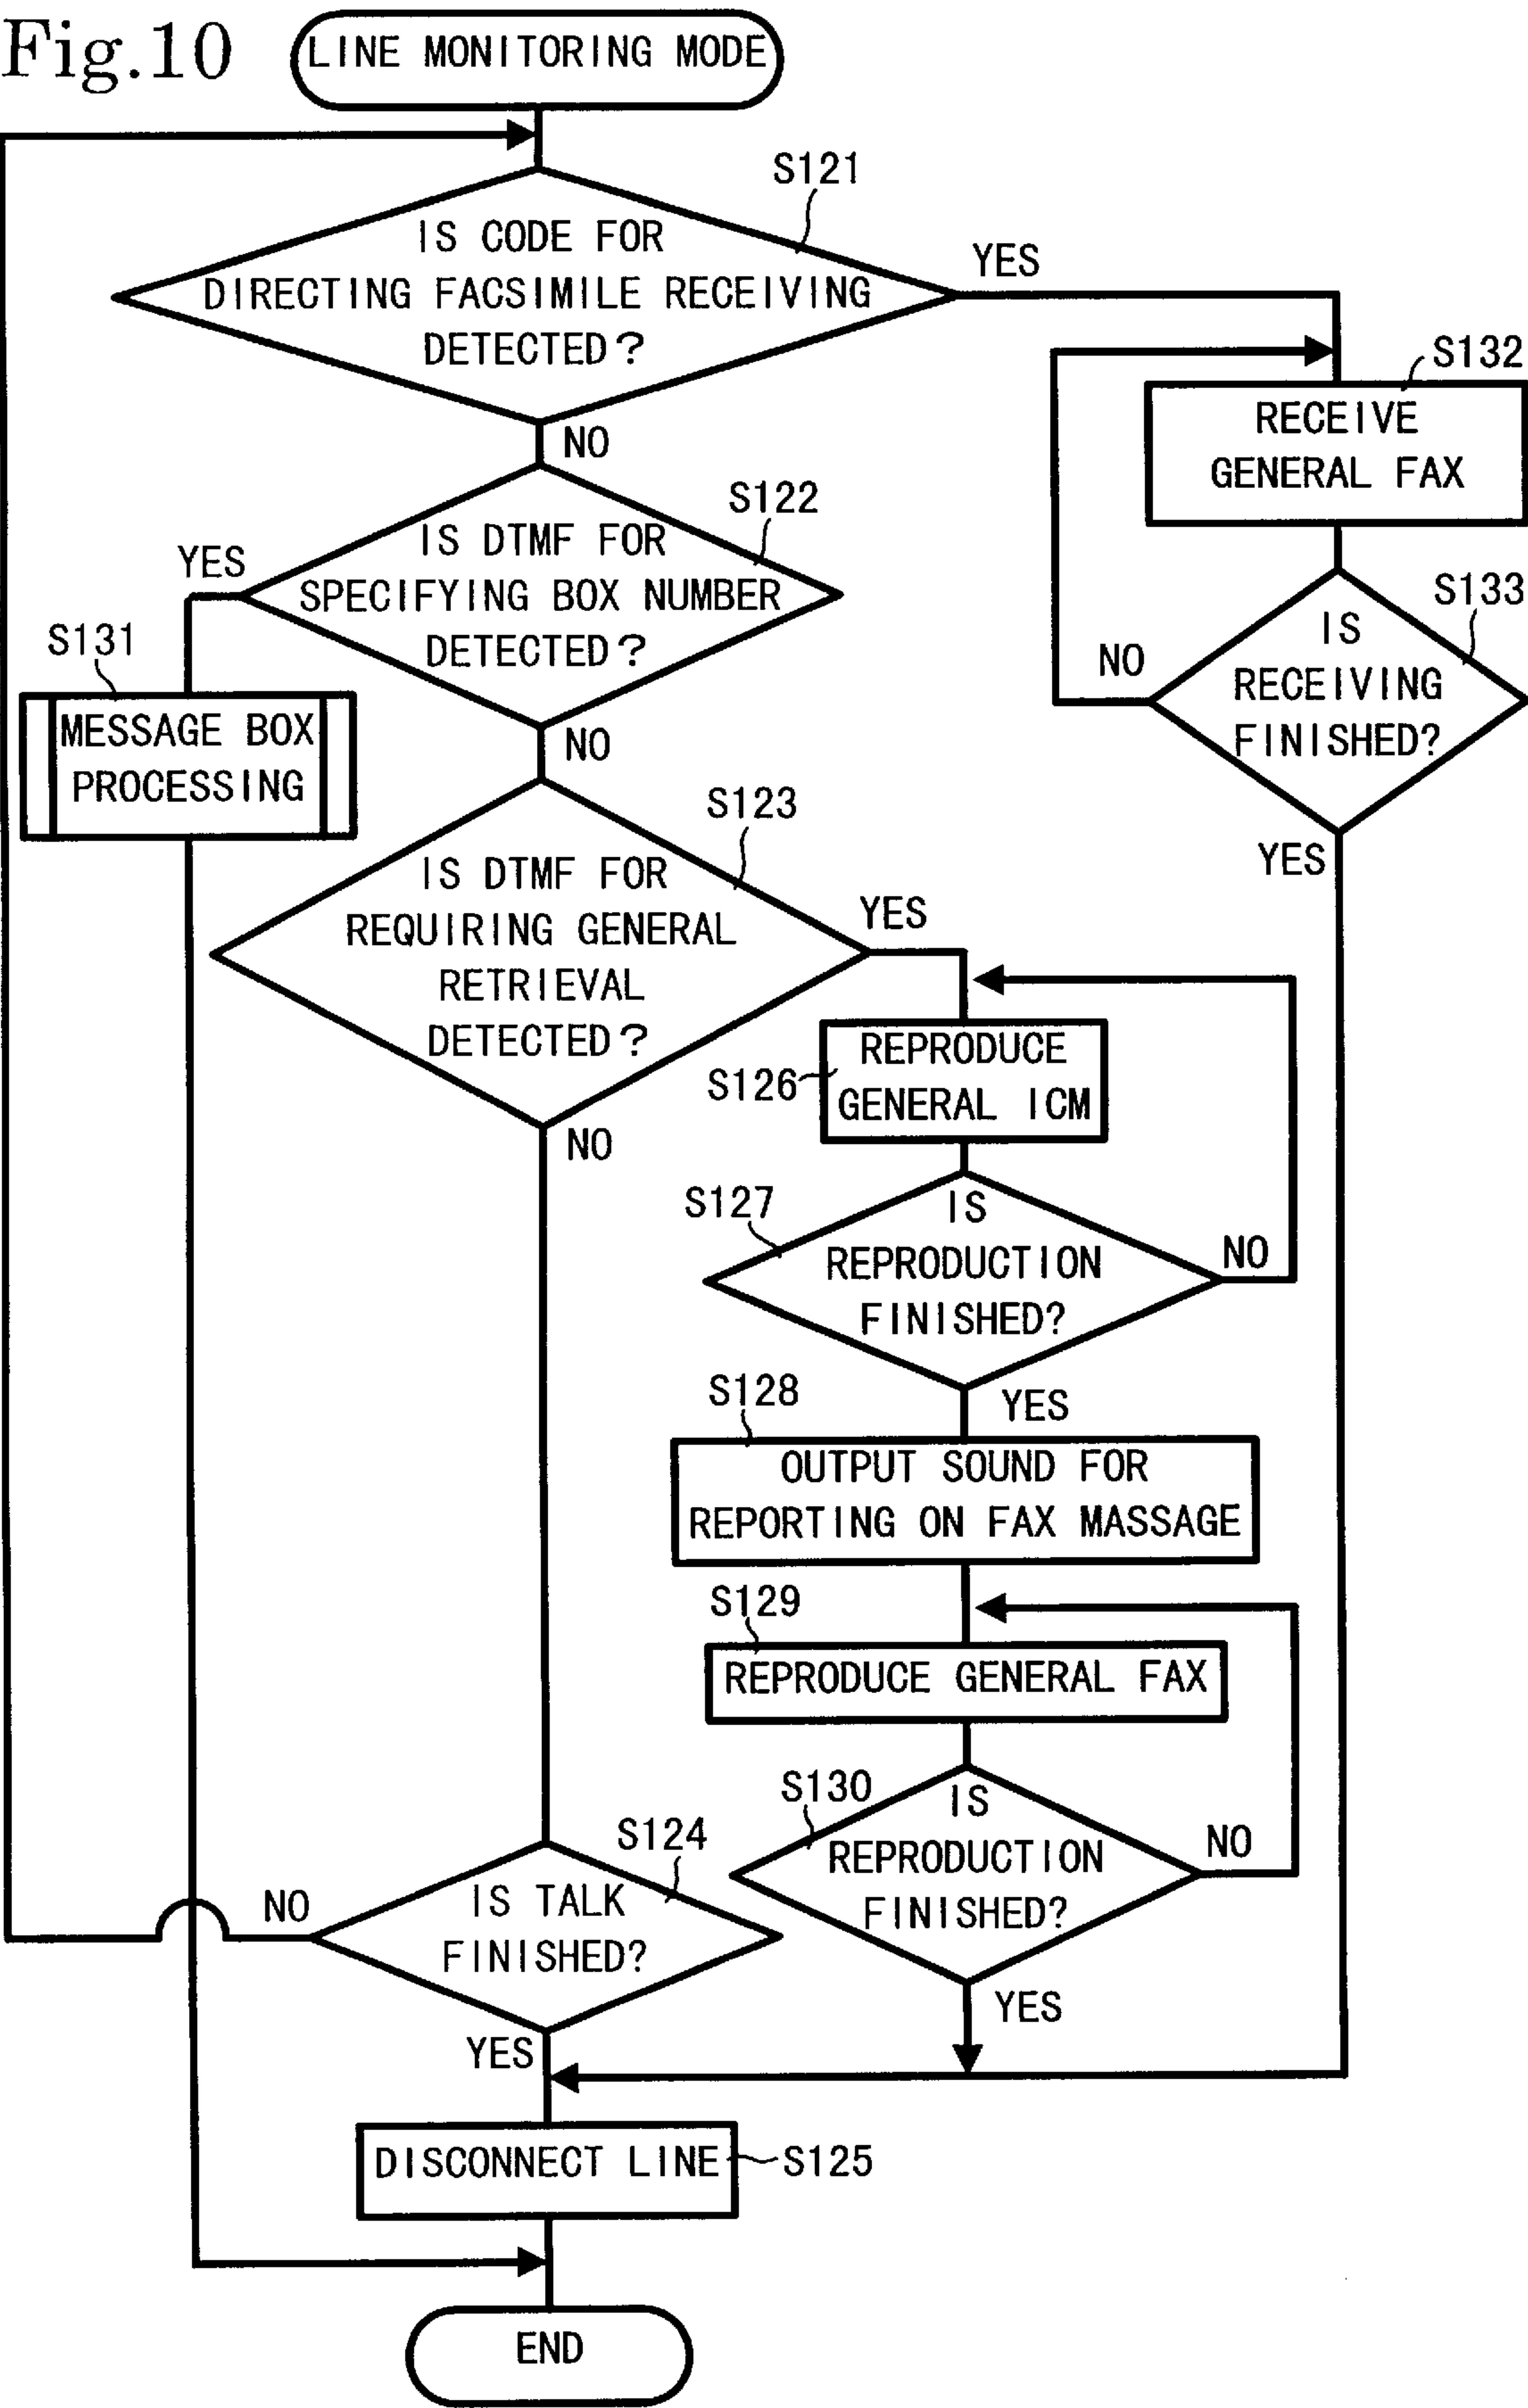 Fig.10
LINE MONITORING MODE
S121
IS CODE FOR
DIRECTING FACSIMILE RECEIVING
DETECTED?
YES
NO
S132
RECEIVE
GENERAL FAX
S122
IS DTMF FOR
SPECIFYING BOX NUMBER
DETECTED?
YES
NO
S133
IS
RECEIVING
FINISHED?
NO
YES
S131
MESSAGE BOX
PROCESSING
S123
IS DTMF FOR
REQUIRING GENERAL
RETRIEVAL
DETECTED?
YES
NO
S126
REPRODUCE
GENERAL ICM
S127
IS
REPRODUCTION
FINISHED?
NO
YES
S128
OUTPUT SOUND FOR
REPORTING ON FAX MASSAGE
S129
REPRODUCE GENERAL FAX
S130
IS
REPRODUCTION
FINISHED?
NO
YES
S124
IS TALK
FINISHED?
NO
YES
DISCONNECT LINE
S125
END